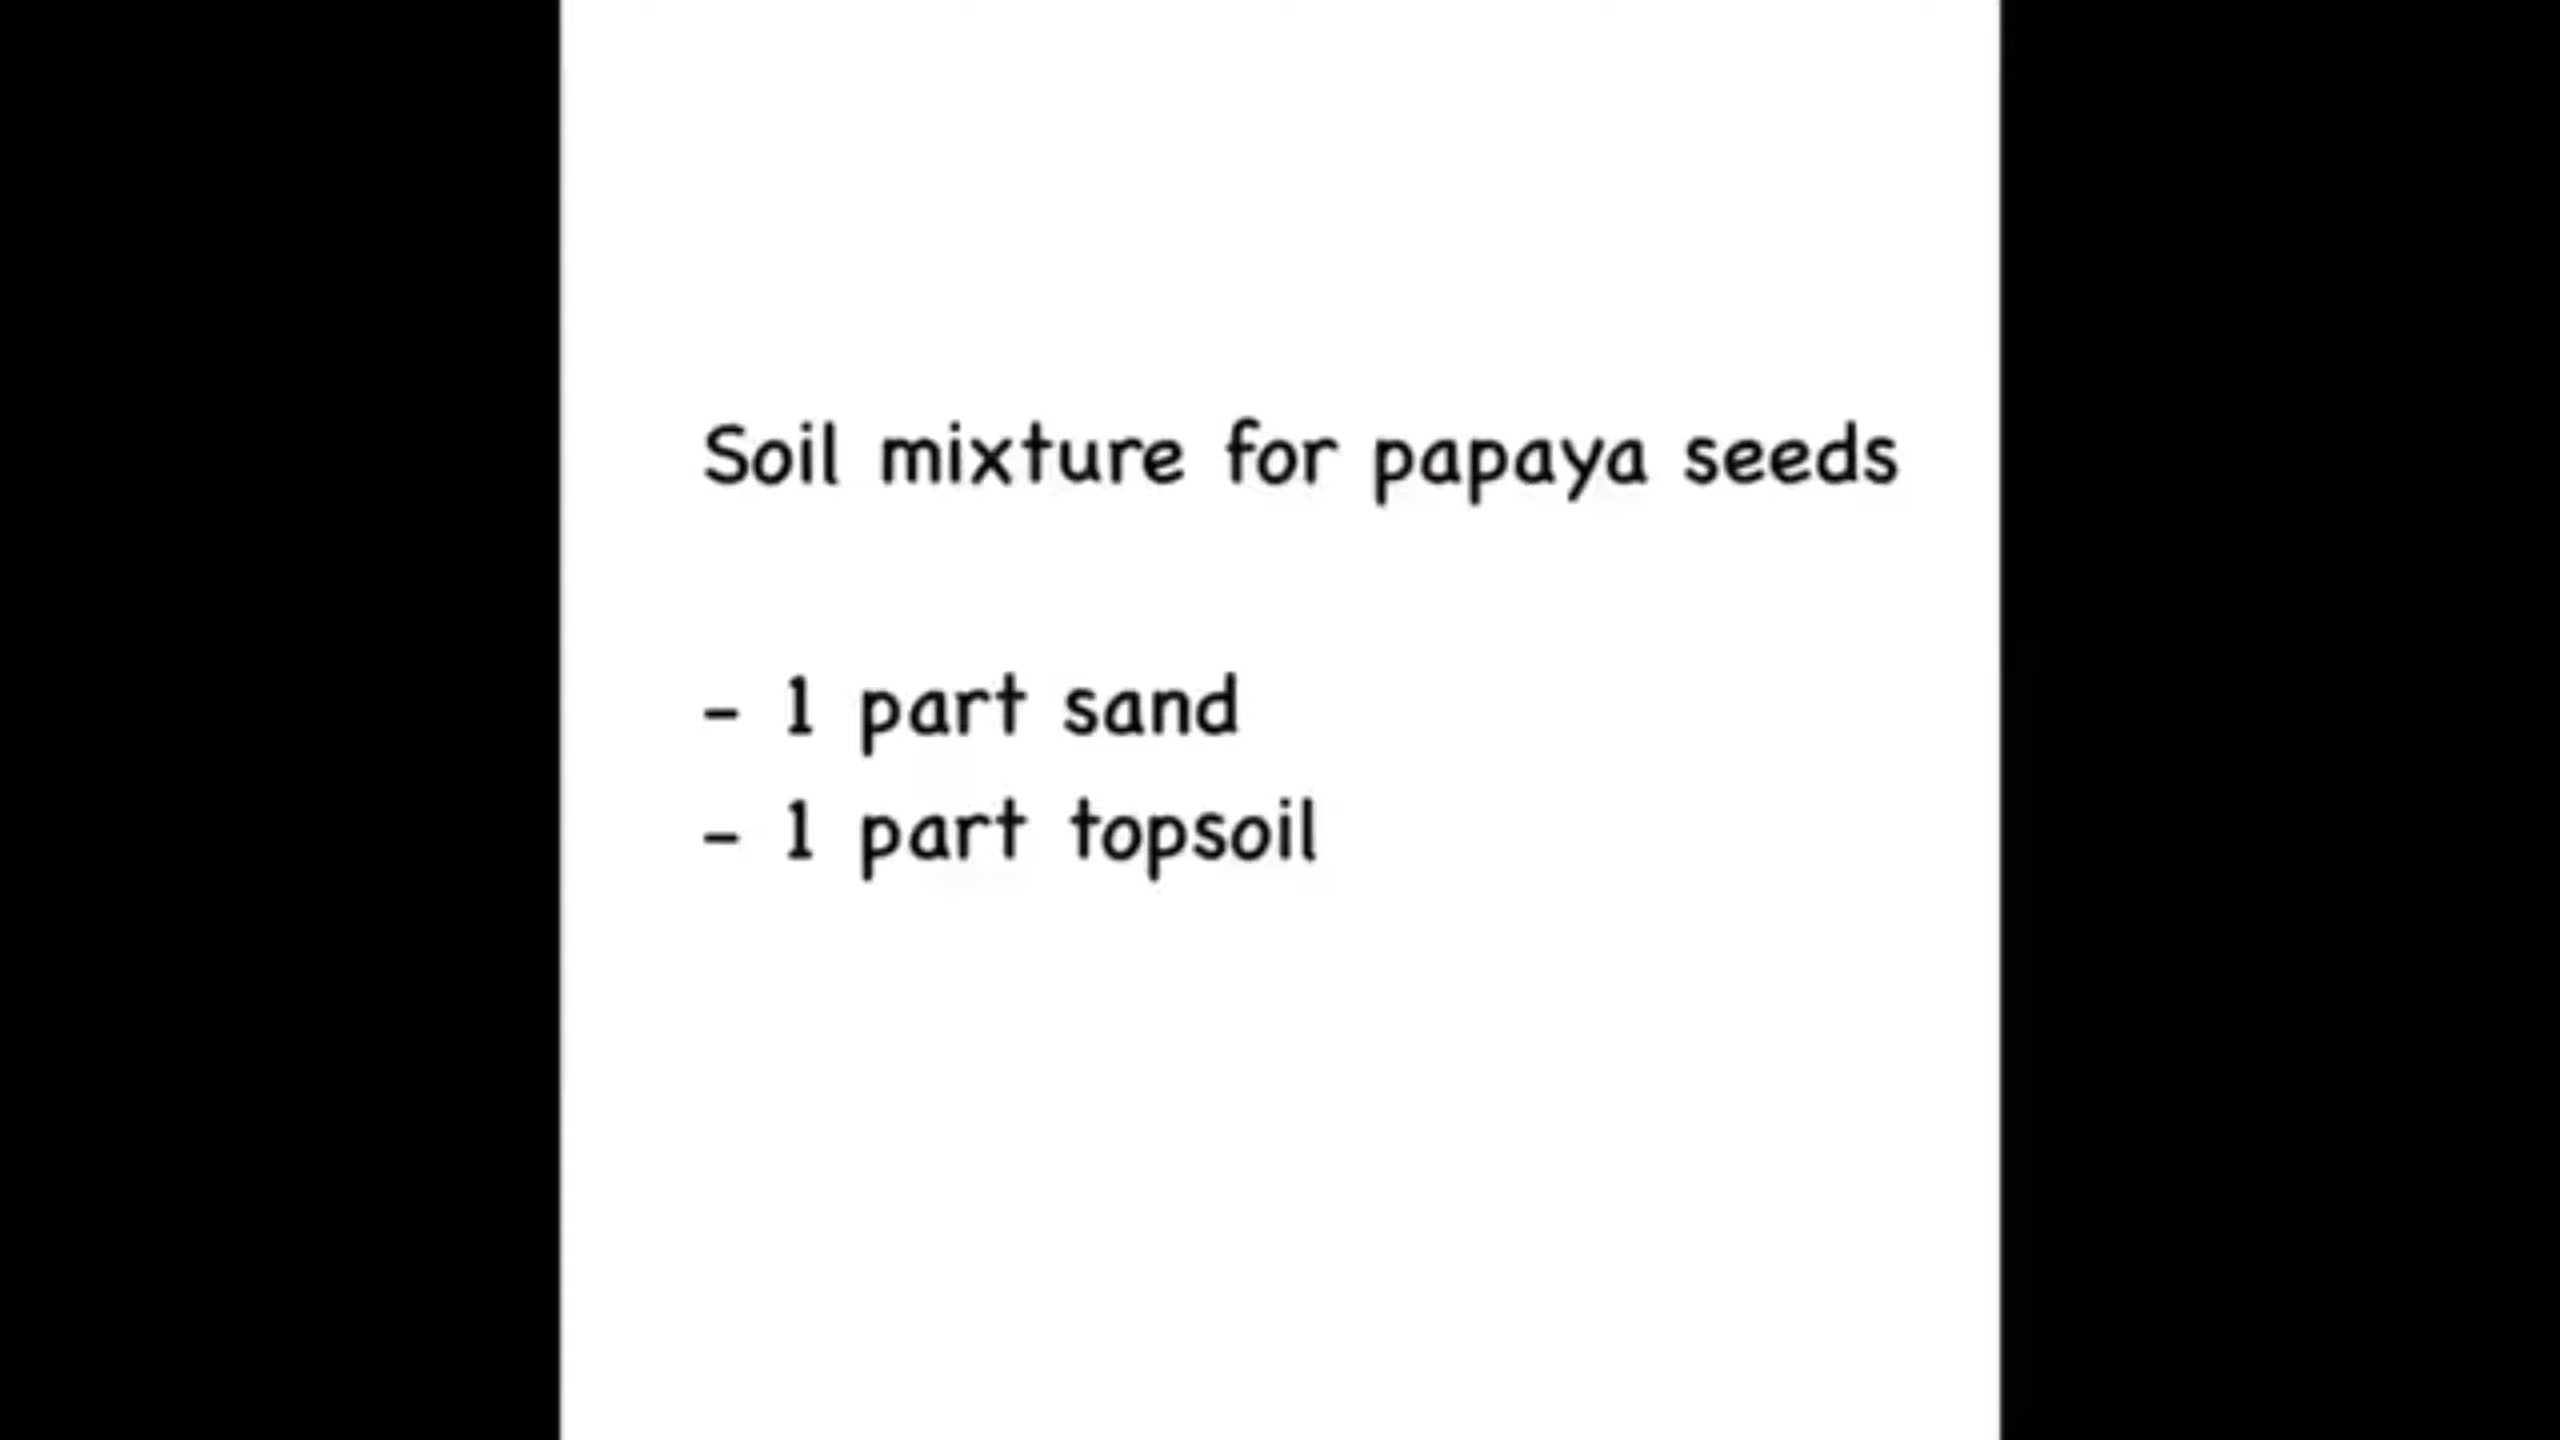 Soil mixture for papaya seeds
- 1 part sand
- 1 part topsoil